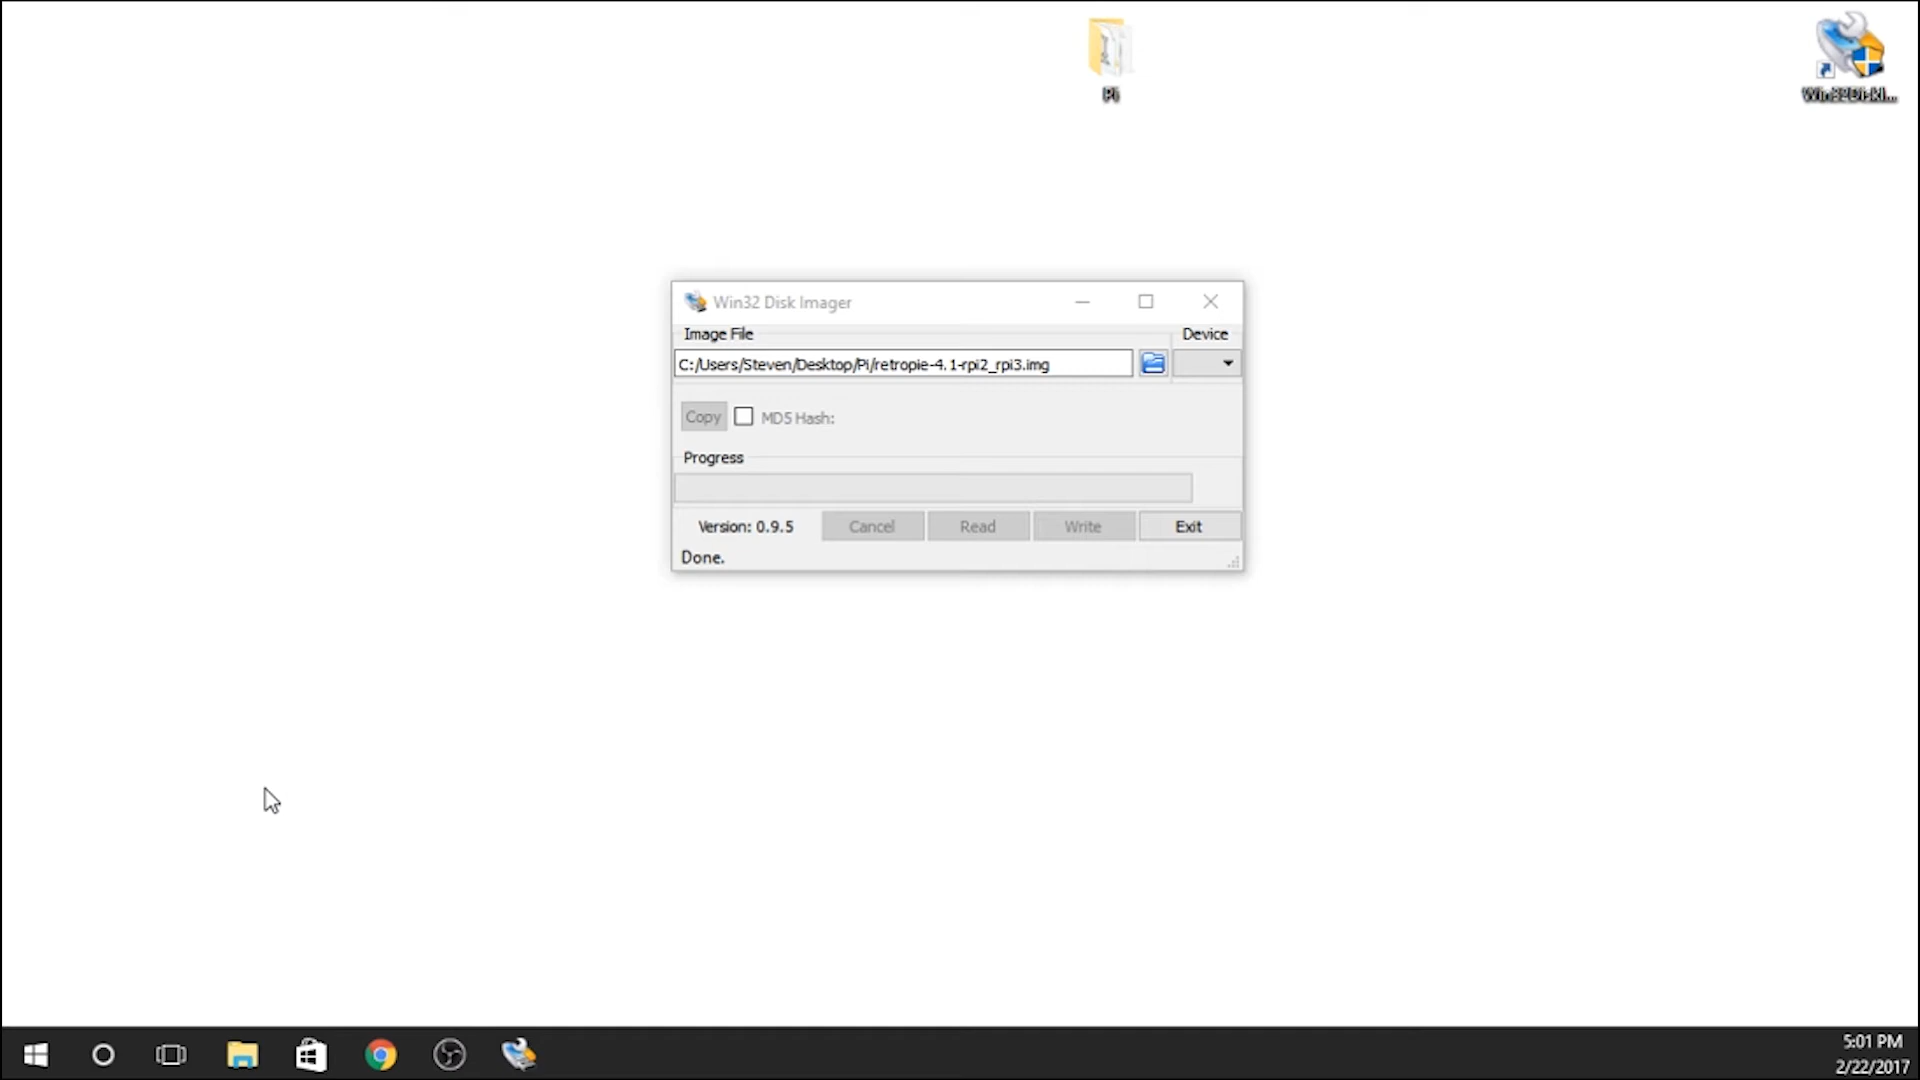 Pi
Win32DiskI...
Win32 Disk Imager
Image File
Device
C:/Users/Steven/Desktop/Pi/retropie-4.1-rpi2_rpi3.img
Copy
MD5 Hash:
Progress
Version: 0.9.5
Cancel
Read
Write
Exit
Done.
5:01 PM
2/22/2017